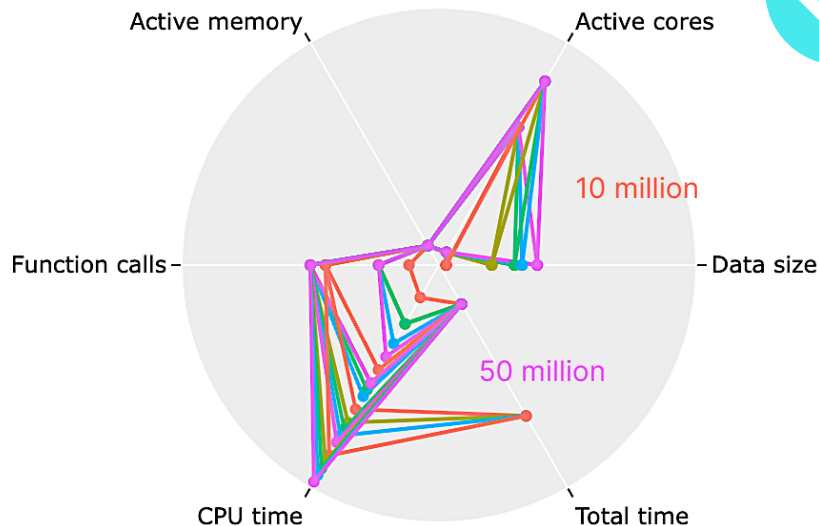 Active memory
Active cores
10 million
Function calls
Data size
50 million
CPU time
Total time